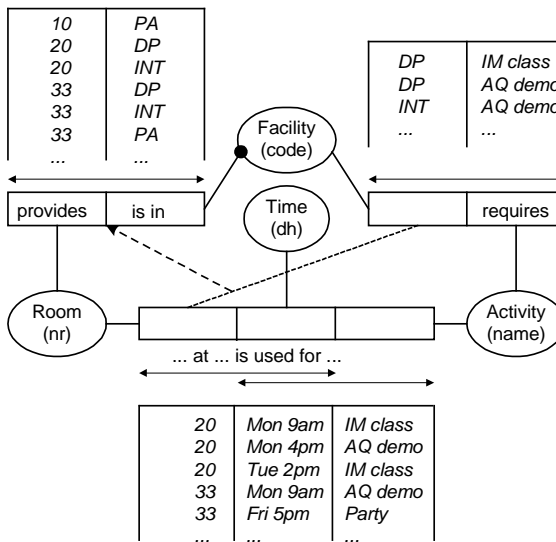 10 PA
20 DP
20 INT
33 DP
33 INT
33 PA
... ...
DP IM class
DP AQ demo
INT AQ demo
... ...
Facility
(code)
provides is in
requires
Time
(dh)
Room
(nr)
Activity
(name)
... at ... is used for ...
20 Mon 9am IM class
20 Mon 4pm AQ demo
20 Tue 2pm IM class
33 Mon 9am AQ demo
33 Fri 5pm Party
... ... ...